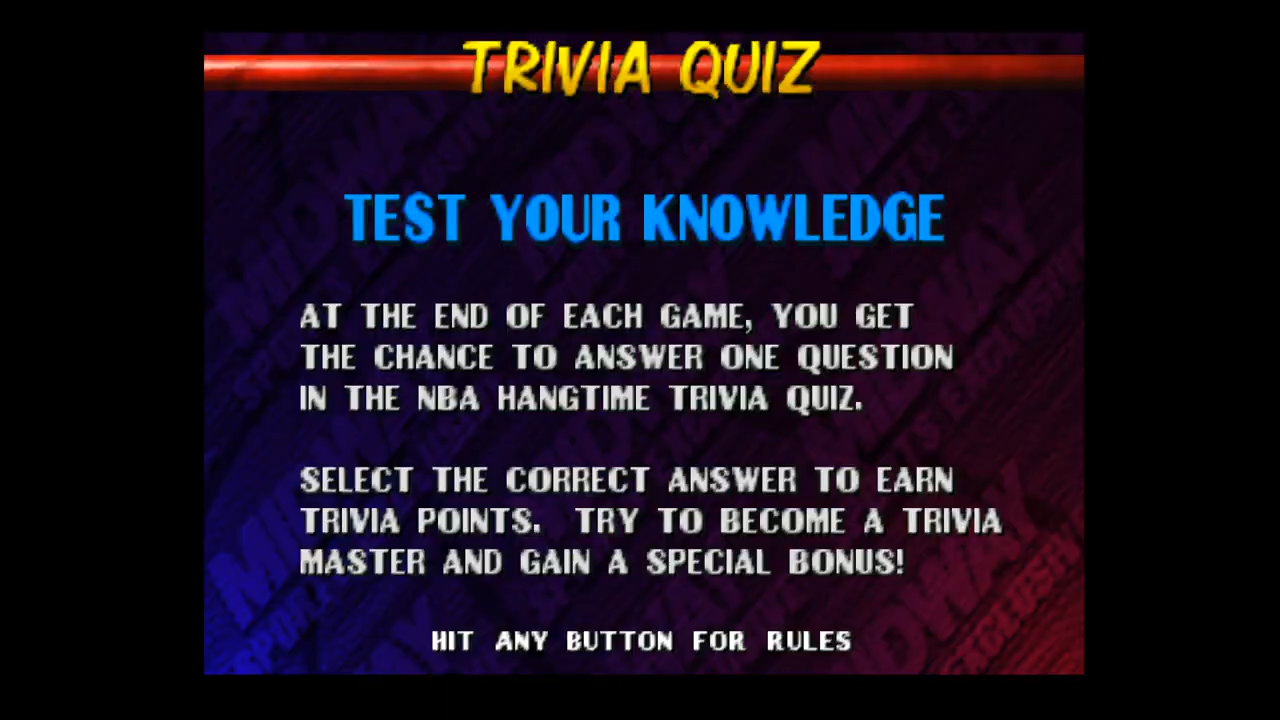 TRIVIA QUIZ
TEST YOUR KNOWLEDGE
AT THE END OF EACH GAME, YOU GET
THE CHANCE TO ANSWER ONE QUESTION
IN THE NBA HANGTIME TRIVIA QUIZ.
SELECT THE CORRECT ANSWER TO EARN
TRIVIA POINTS. TRY TO BECOME A TRIVIA
MASTER AND GAIN A SPECIAL BONUS!
HIT ANY BUTTON FOR RULES